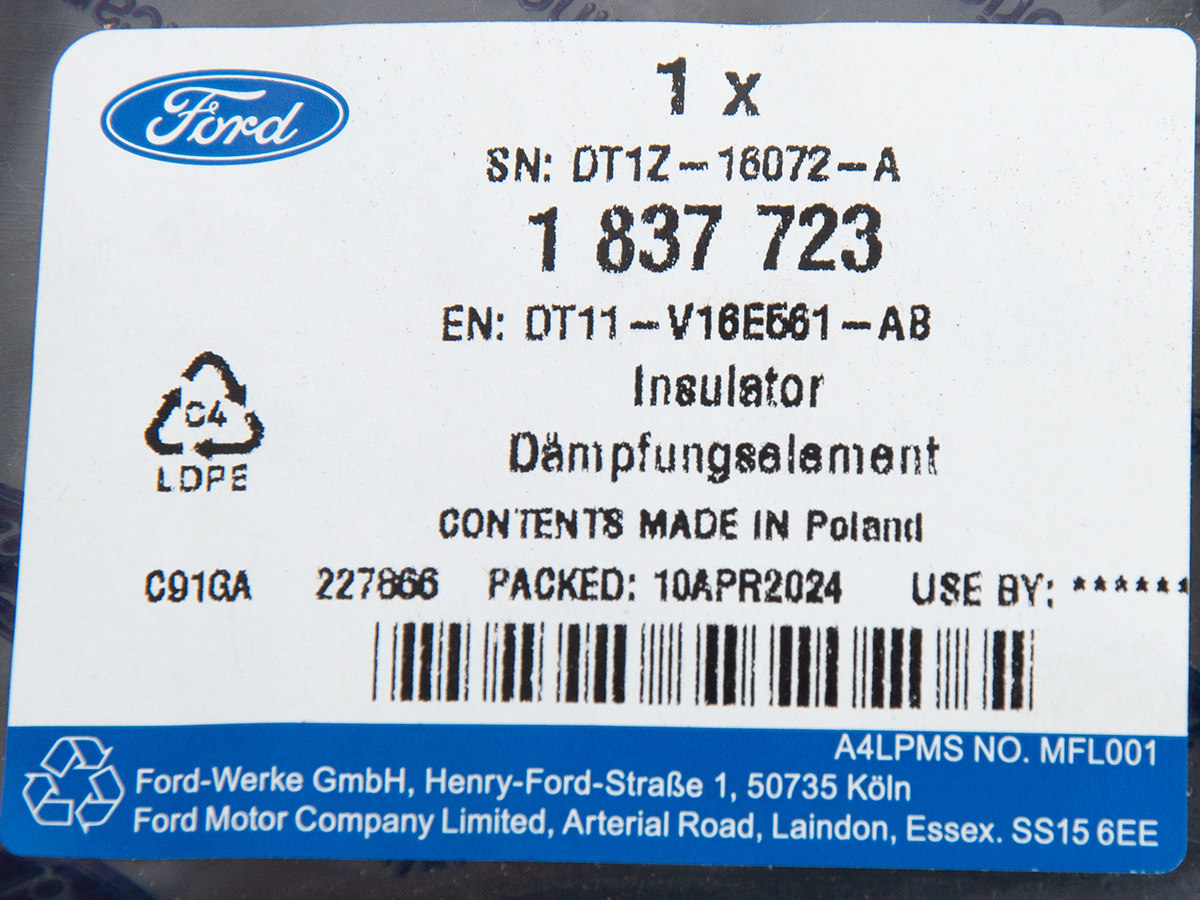 Ford
1 x
SN: DT1Z-16072-A
1 837 723
EN: DT11-V16E561-AB
Insulator
Dämpfungselement
C4
LDPE
CONTENTS MADE IN Poland
C91GA 227866 PACKED: 10APR2024 USE BY: ******
A4LPMS NO. MFL001
Ford-Werke GmbH, Henry-Ford-Straße 1, 50735 Köln
Ford Motor Company Limited, Arterial Road, Laindon, Essex. SS15 6EE